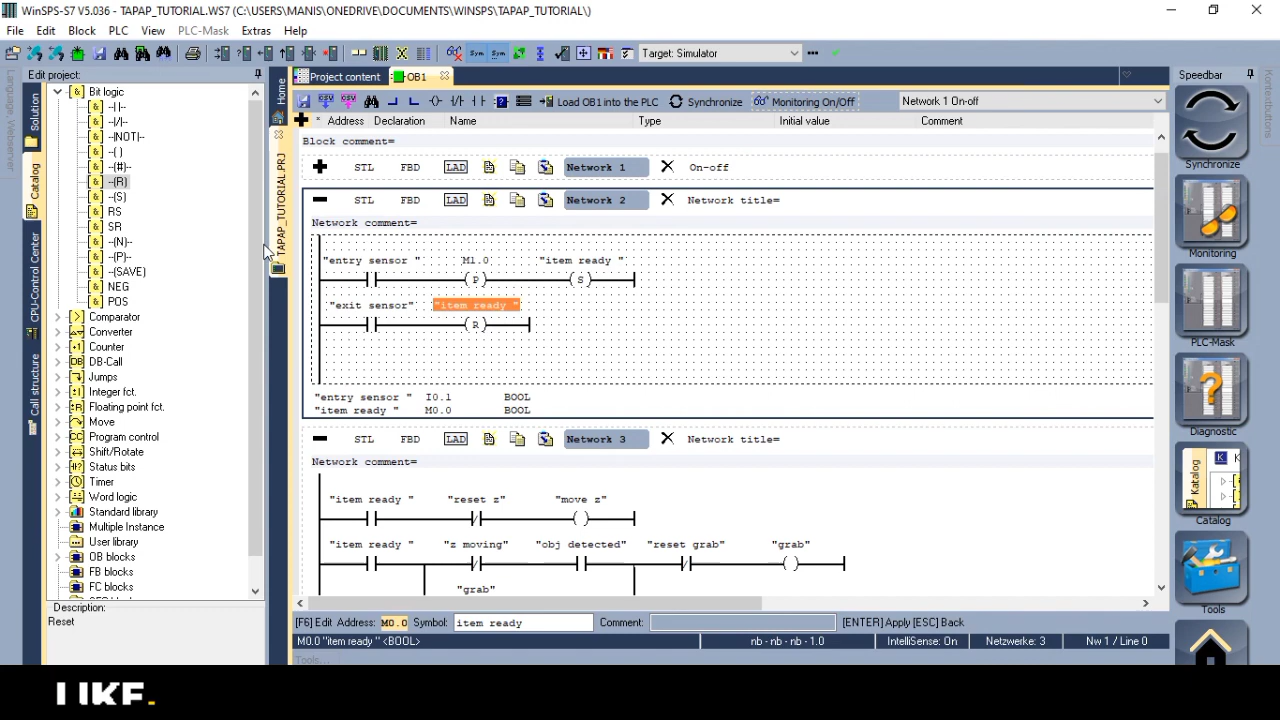 WinSPS-S7 V5.036 - TAPAP_TUTORIAL.WS7 (C:\USERS\MANIS\ONEDRIVE\DOCUMENTS\WINSPS\TAPAP_TUTORIAL\)
File Edit Block PLC View PLC-Mask Extras Help
Target: Simulator
Edit project:
Language, Webserver
Solution
Catalog
CPU-Control Center
Call structure
Bit logic
--| |--
--|/|--
--|NOT|--
--( )
--(#)--
--(R)
--(S)
RS
SR
--(N)--
--(P)--
--(SAVE)
NEG
POS
Comparator
Converter
Counter
DB-Call
Jumps
Integer fct.
Floating point fct.
Move
Program control
Shift/Rotate
Status bits
Timer
Word logic
Standard library
Multiple Instance
User library
OB blocks
FB blocks
FC blocks
Description:
Reset
Home
TAPAP_TUTORIAL.PRJ
Project content OB1
Load OB1 into the PLC Synchronize Monitoring On/Off Network 1 On-off
Address Declaration Name Type Initial value Comment
Block comment=
STL FBD LAD Network 1 On-off
STL FBD LAD Network 2 Network title=
Network comment=
"entry sensor " M1.0 "item ready "
P S
"exit sensor" "item ready "
R
"entry sensor " I0.1 BOOL
"item ready " M0.0 BOOL
STL FBD LAD Network 3 Network title=
Network comment=
"item ready " "reset z" "move z"
"item ready " "z moving" "obj detected" "reset grab" "grab"
"grab"
[F6] Edit Address: M0.0 Symbol: item ready Comment: [ENTER] Apply [ESC] Back
M0.0 "item ready " <BOOL> nb - nb - nb - 1.0 IntelliSense: On Netzwerke: 3 Nw 1 / Line 0
Tools...
Speedbar
Kontextbuttons
Synchronize
Monitoring
PLC-Mask
Diagnostic
Katalog
Catalog
Tools